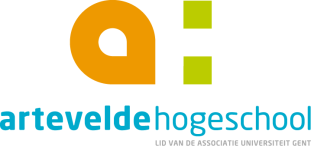 arteveldehogeschool
LID VAN DE ASSOCIATIE UNIVERSITEIT GENT